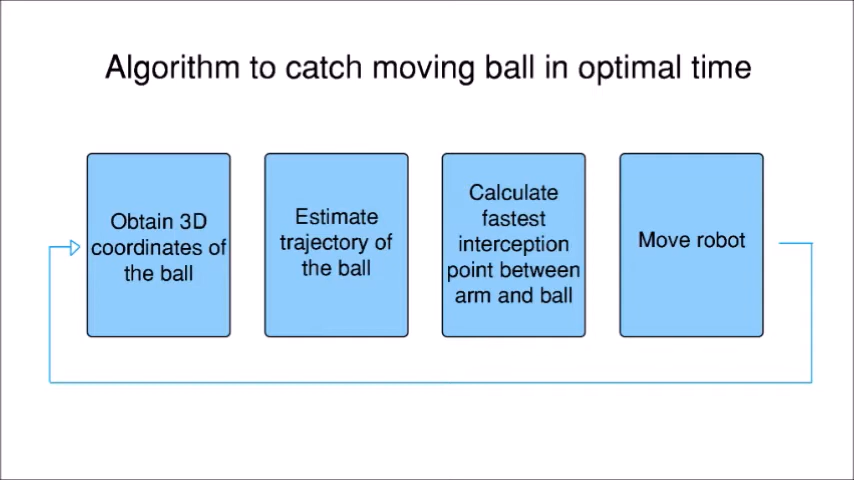 Algorithm to catch moving ball in optimal time
Obtain 3D
coordinates of
the ball
Estimate
trajectory of
the ball
Calculate
fastest
interception
point between
arm and ball
Move robot